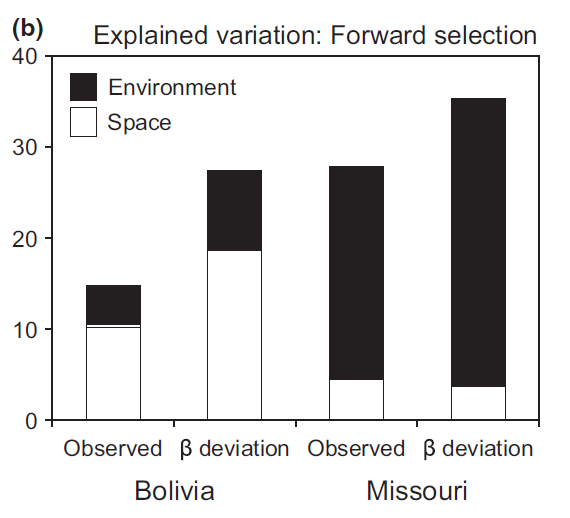 (b) Explained variation: Forward selection
40
30
20
10
0
Environment
Space
Observed β deviation Observed β deviation
Bolivia Missouri